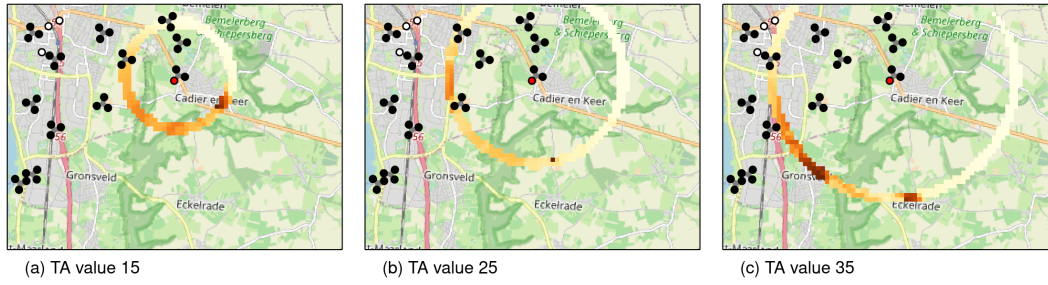 Bemelerberg
& Schiepersberg
Cadier en Keer
56
Gronsveld
Eckelrade
(a) TA value 15
Bemelerberg
& Schiepersberg
Cadier en Keer
56
Gronsveld
Eckelrade
(b) TA value 25
Bemelerberg
& Schiepersberg
Cadier en Keer
56
Gronsveld
Eckelrade
(c) TA value 35